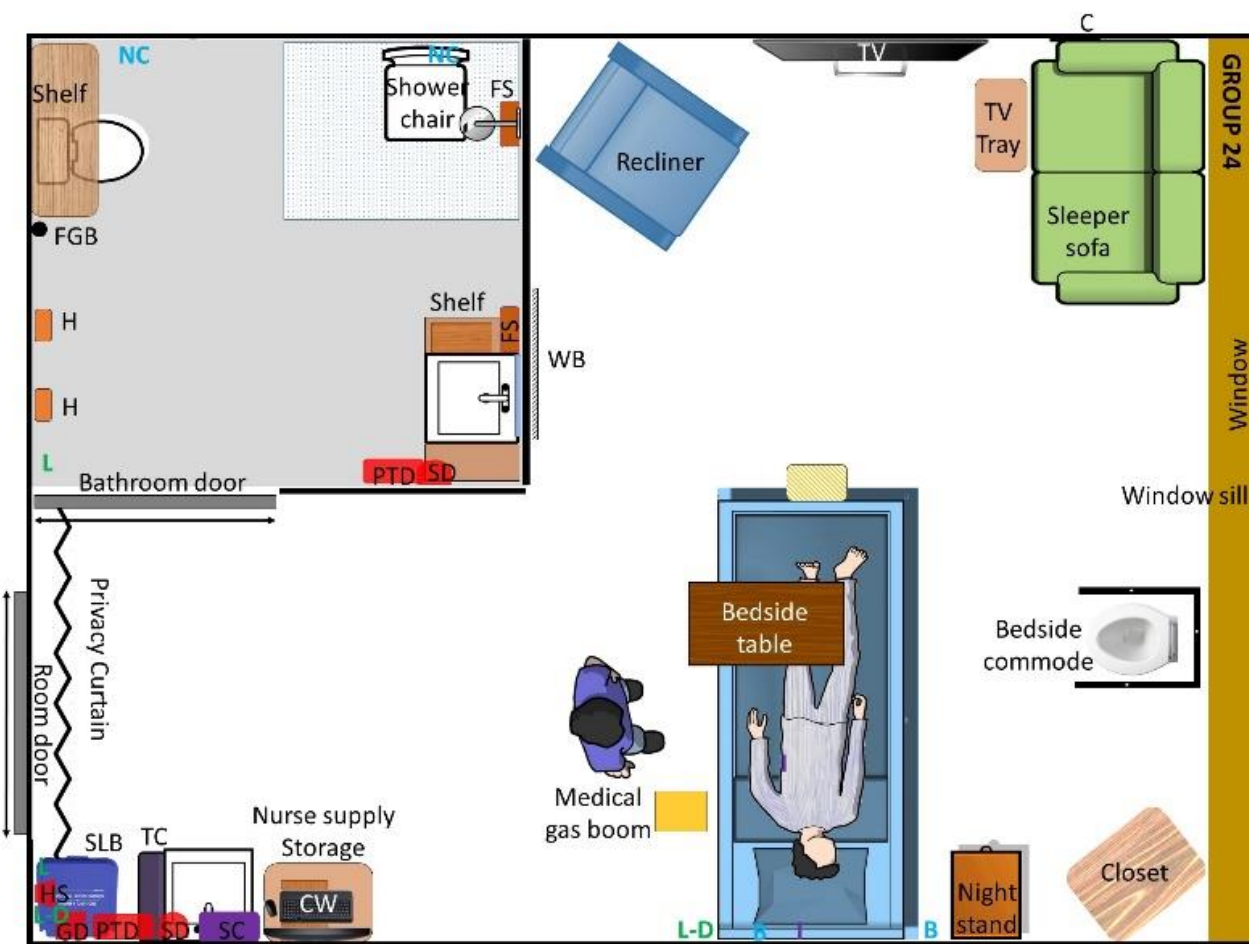 C
NC
NC
TV
GROUP 24
Shelf
Shower
chair
FS
TV
Tray
Recliner
Sleeper
sofa
FGB
Shelf
FS
H
WB
Window
H
L
PTD
SD
Bathroom door
Window sill
Privacy Curtain
Room door
Bedside
table
Bedside
commode
Medical
gas boom
Nurse supply
Storage
SLB
TC
L
HS
L-D
GD
PTD
SD
SC
CW
Night
stand
Closet
L-D
I
B